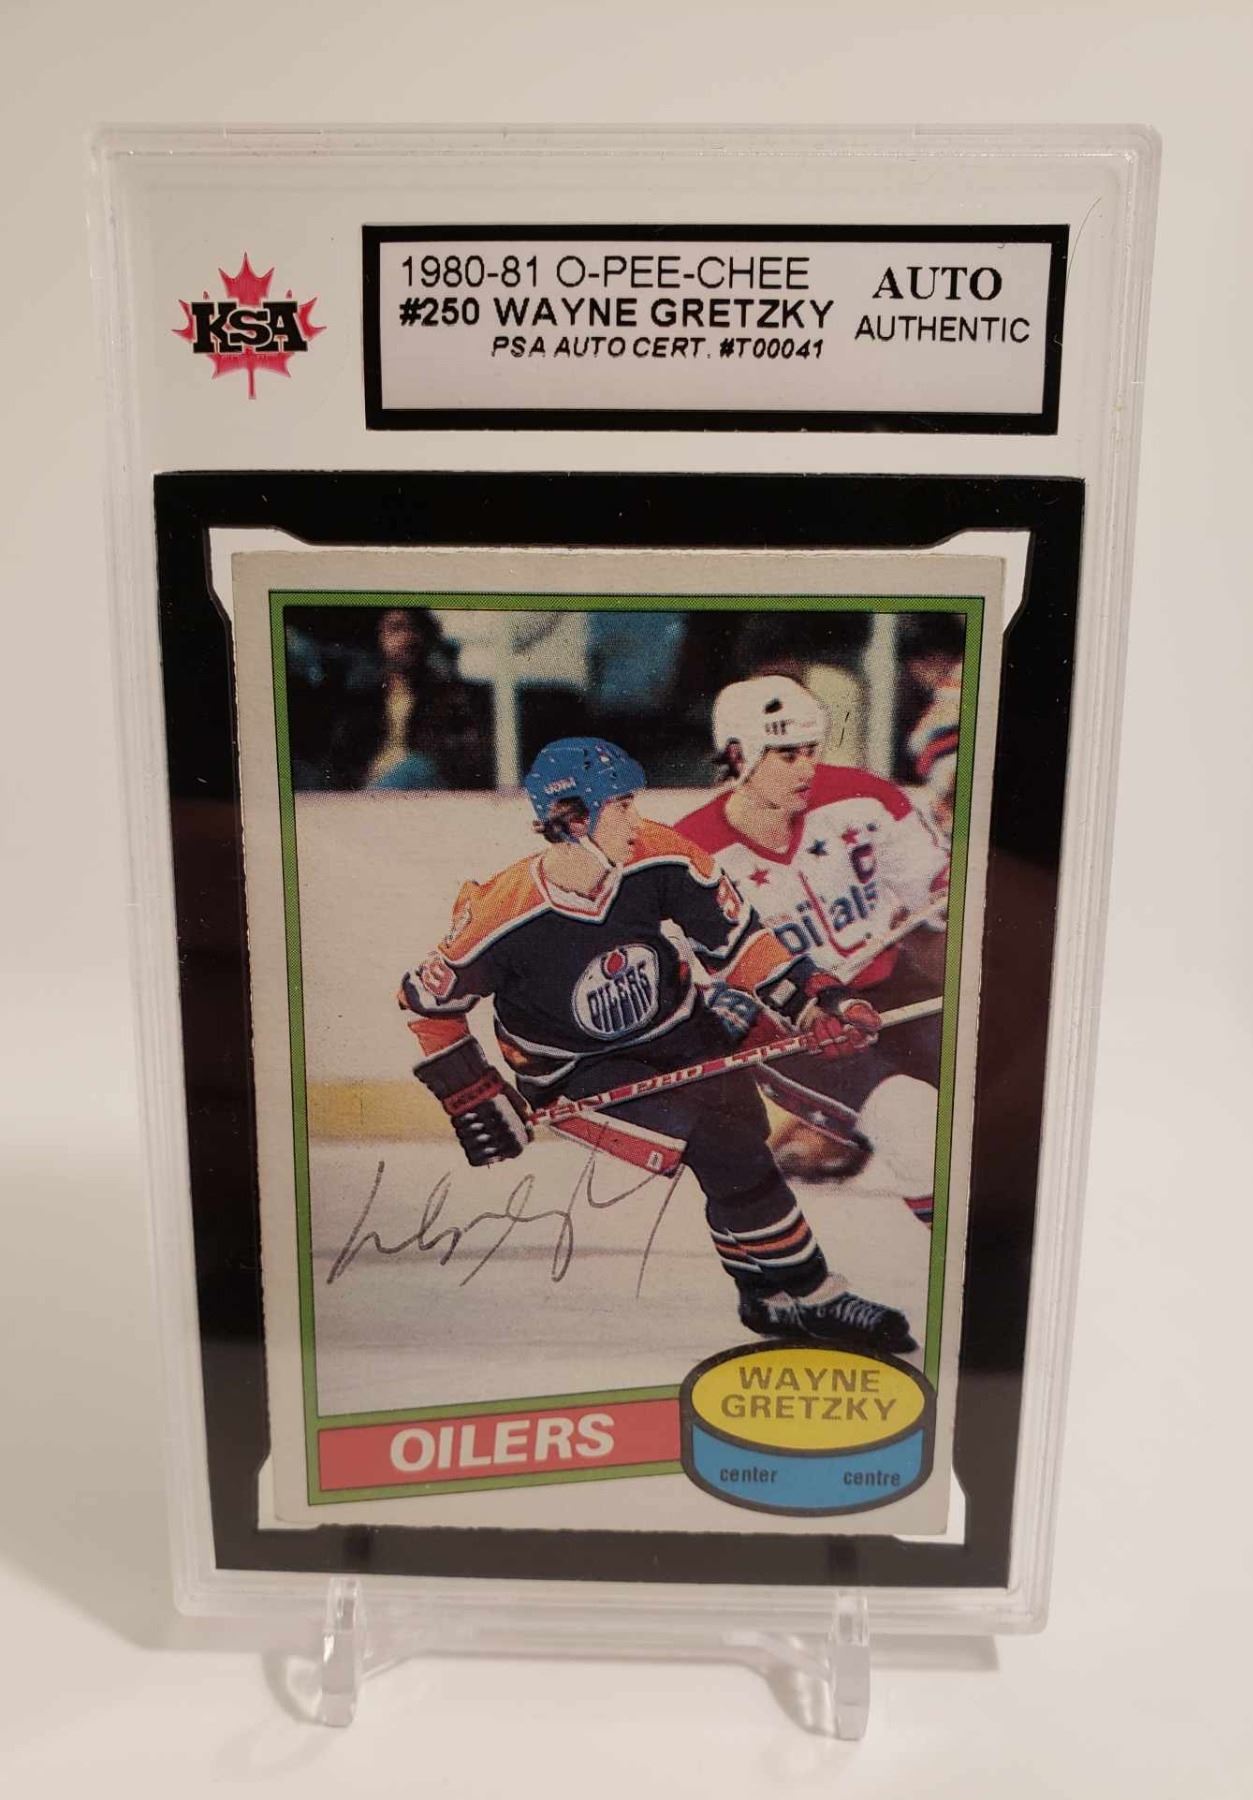 KSA
1980-81 O-PEE-CHEE
#250 WAYNE GRETZKY
PSA AUTO CERT. #T00041
AUTO
AUTHENTIC
OILERS
OILERS
WAYNE
GRETZKY
center centre